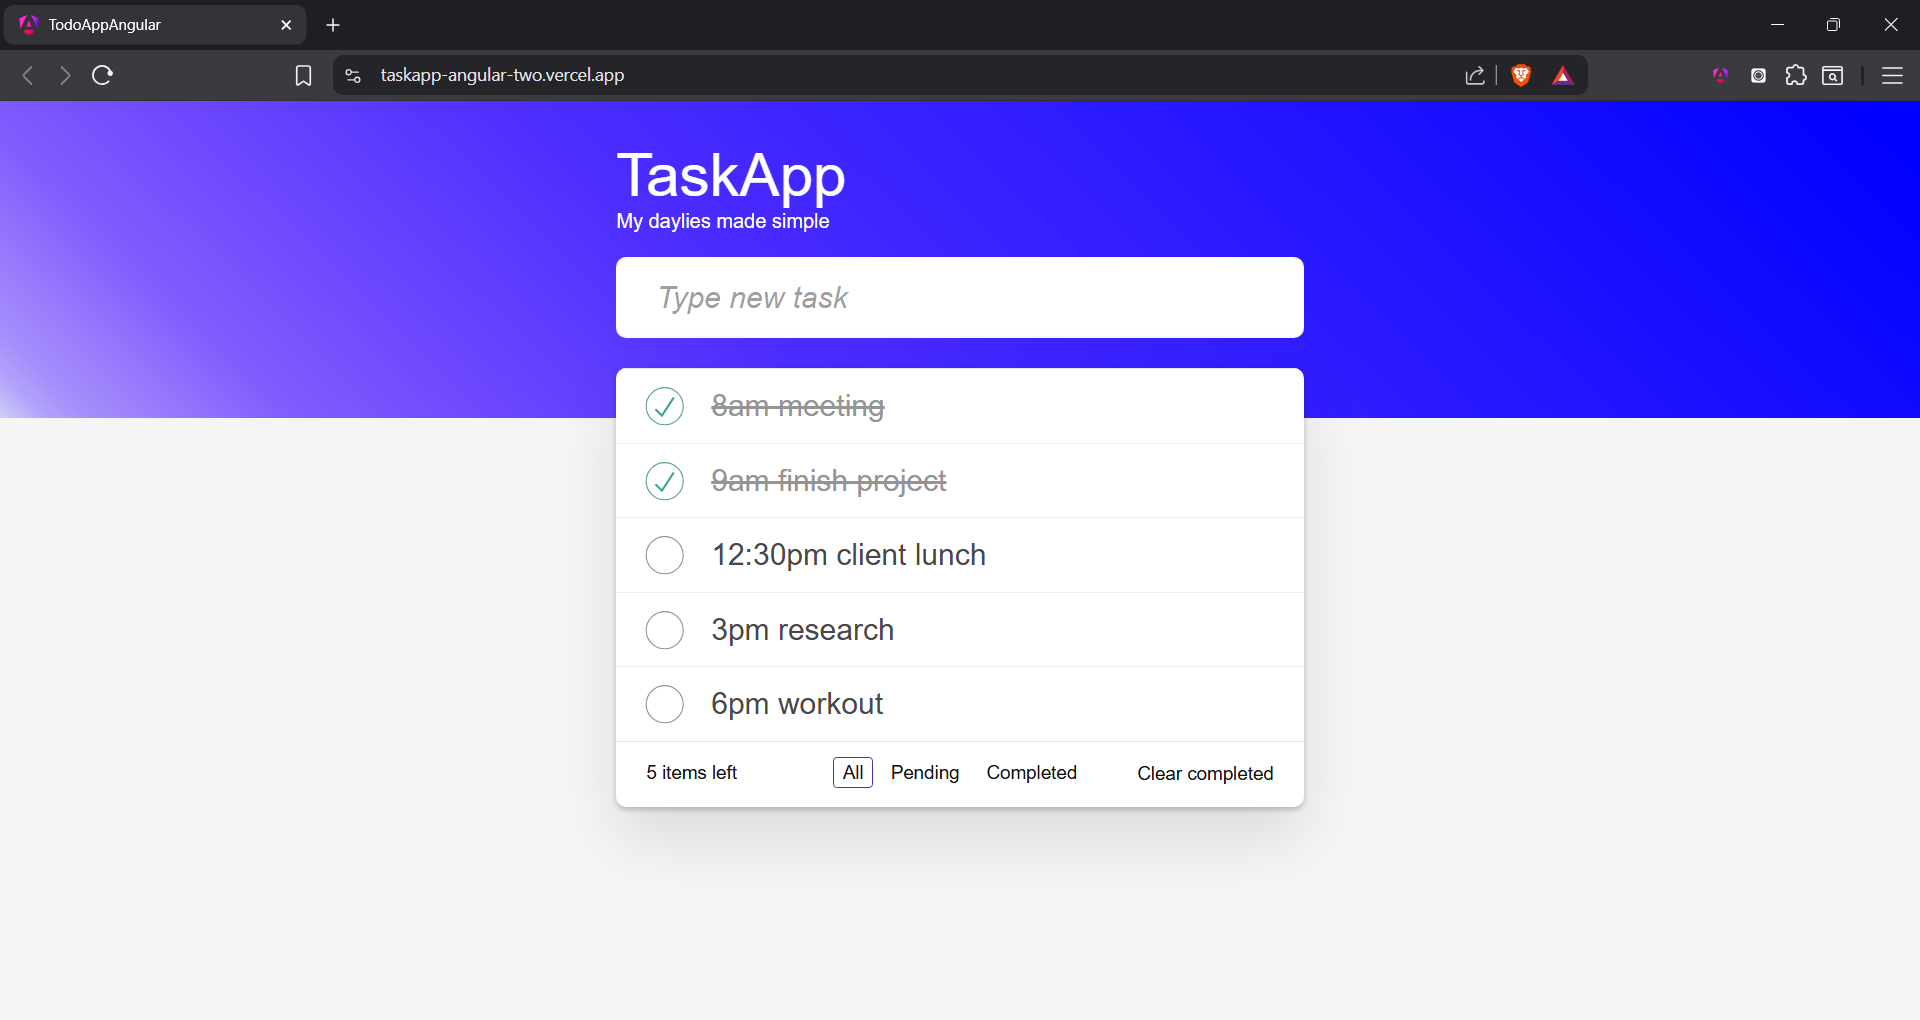 TodoAppAngular
taskapp-angular-two.vercel.app
TaskApp
My daylies made simple
Type new task
8am meeting
9am finish project
12:30pm client lunch
3pm research
6pm workout
5 items left All Pending Completed Clear completed